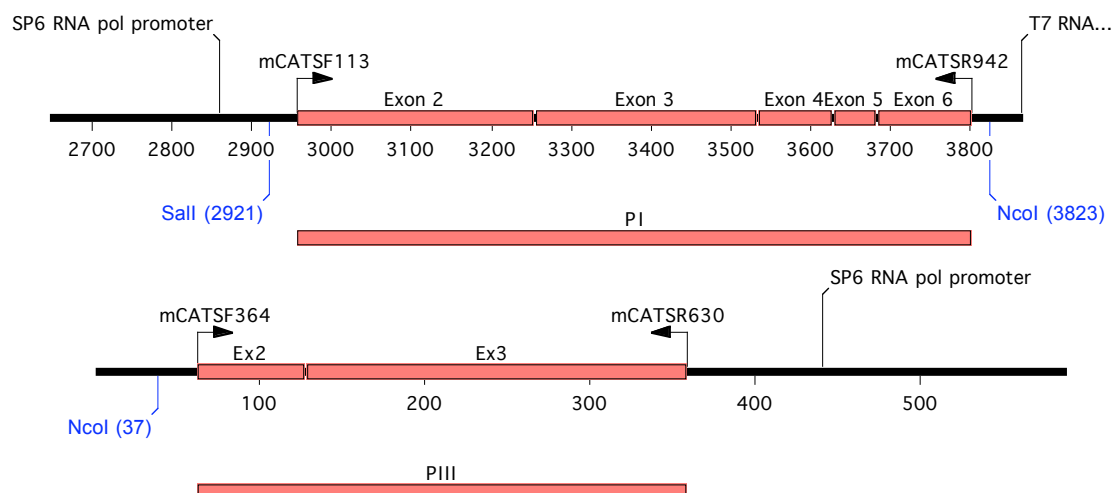 SP6 RNA pol promoter
T7 RNA...
mCATSF113
mCATSR942
Exon 2 Exon 3 Exon 4 Exon 5 Exon 6
2700 2800 2900 3000 3100 3200 3300 3400 3500 3600 3700 3800
SalI (2921)
NcoI (3823)
PI
SP6 RNA pol promoter
mCATSF364
mCATSR630
Ex2 Ex3
100 200 300 400 500
NcoI (37)
PIII